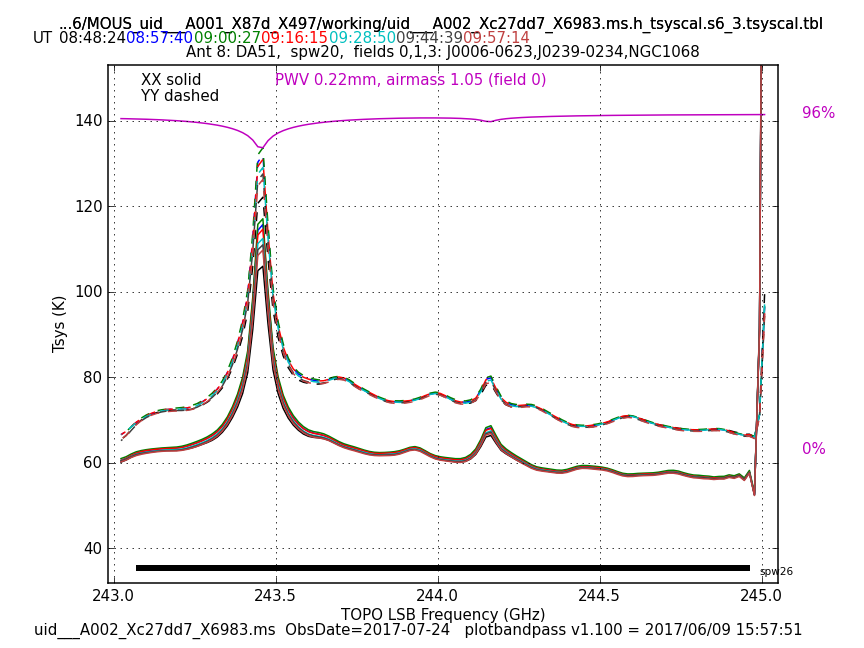 ...6/MOUS_uid___A001_X87d_X497/working/uid___A002_Xc27dd7_X6983.ms.h_tsyscal.s6_3.tsyscal.tbl
UT 08:48:24 08:57:40 09:00:27 09:16:15 09:28:50 09:44:39 09:57:14
Ant 8: DA51, spw20, fields 0,1,3: J0006-0623,J0239-0234,NGC1068
XX solid
YY dashed
PWV 0.22mm, airmass 1.05 (field 0)
96%
0%
140
120
100
80
60
40
Tsys (K)
spw26
243.0 243.5 244.0 244.5 245.0
TOPO LSB Frequency (GHz)
uid___A002_Xc27dd7_X6983.ms ObsDate=2017-07-24 plotbandpass v1.100 = 2017/06/09 15:57:51